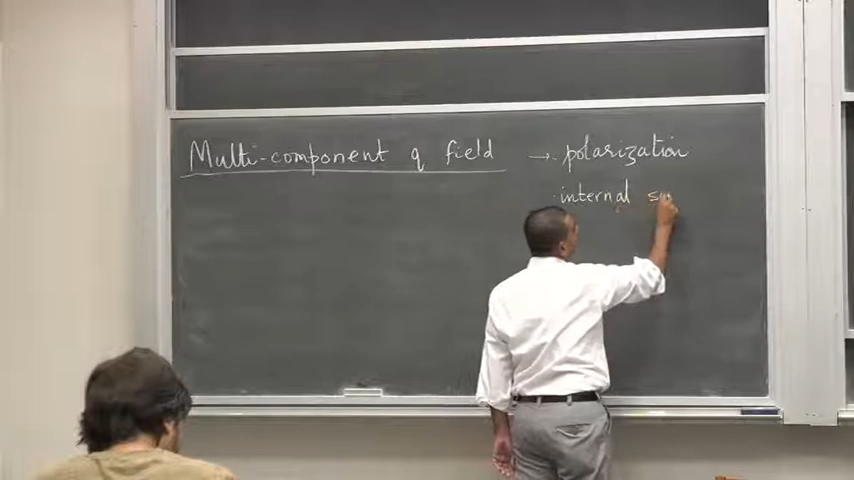 Multi-component q field → polarization
internal